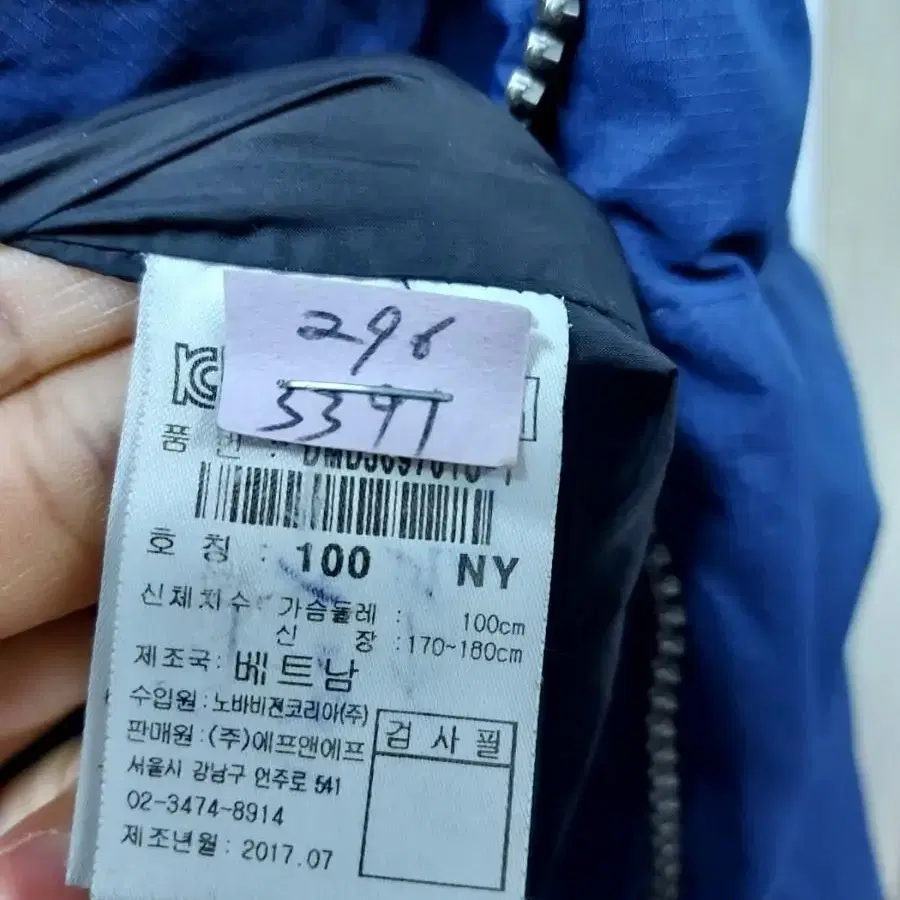 296
3397
품 번 :
호 칭 : 100 NY
신체치수 : 가슴둘레 : 100cm
신 장 : 170~180cm
제조국 : 베트남
수입원 : 노바비젼코리아(주)
판매원 : (주)에프앤에프
서울시 강남구 언주로 541
02-3474-8914
제조년월 : 2017.07
검 사 필